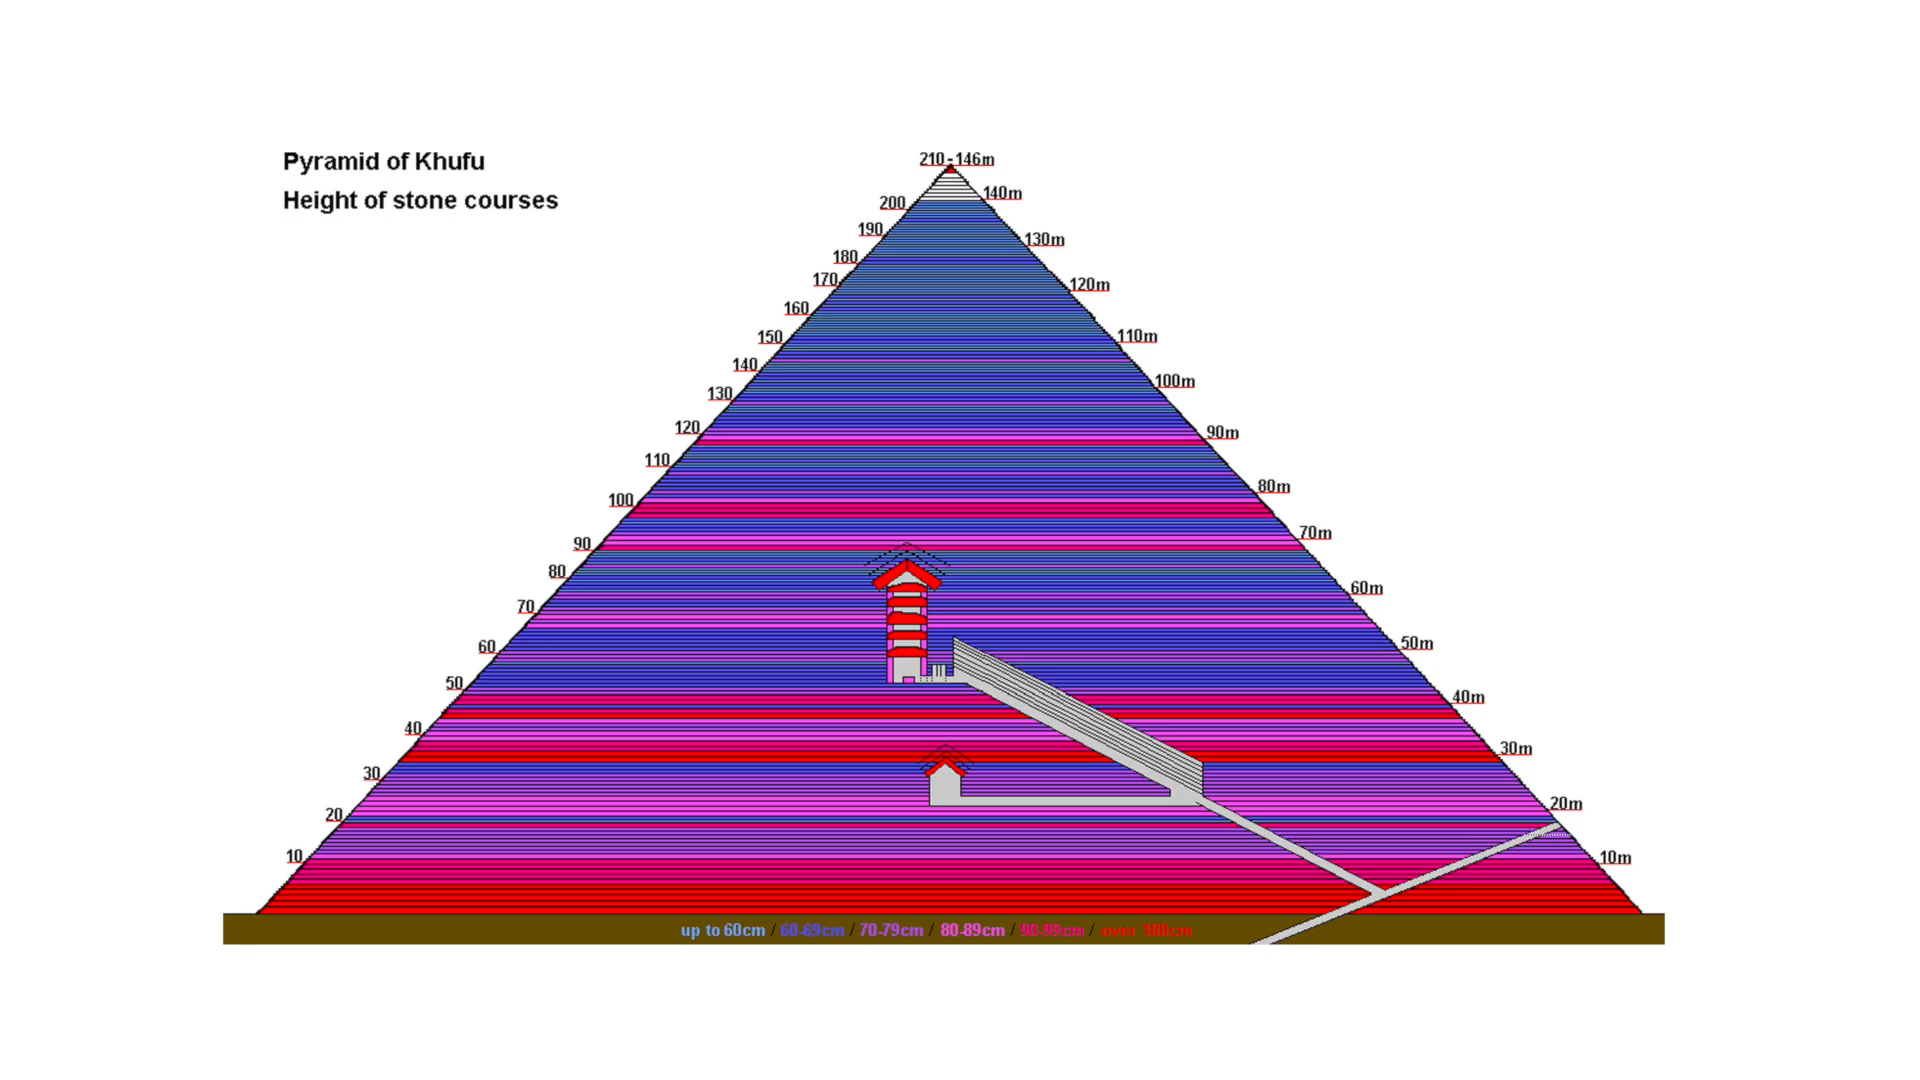 Pyramid of Khufu
Height of stone courses
210-146m
140m
200
190
130m
180
170
120m
160
150
110m
140
100m
130
120
90m
110
80m
100
70m
90
80
60m
70
60
50m
50
40m
40
30m
30
20m
20
10
10m
up to 60cm / 60-69cm / 70-79cm / 80-89cm / 90-99cm / over 100cm